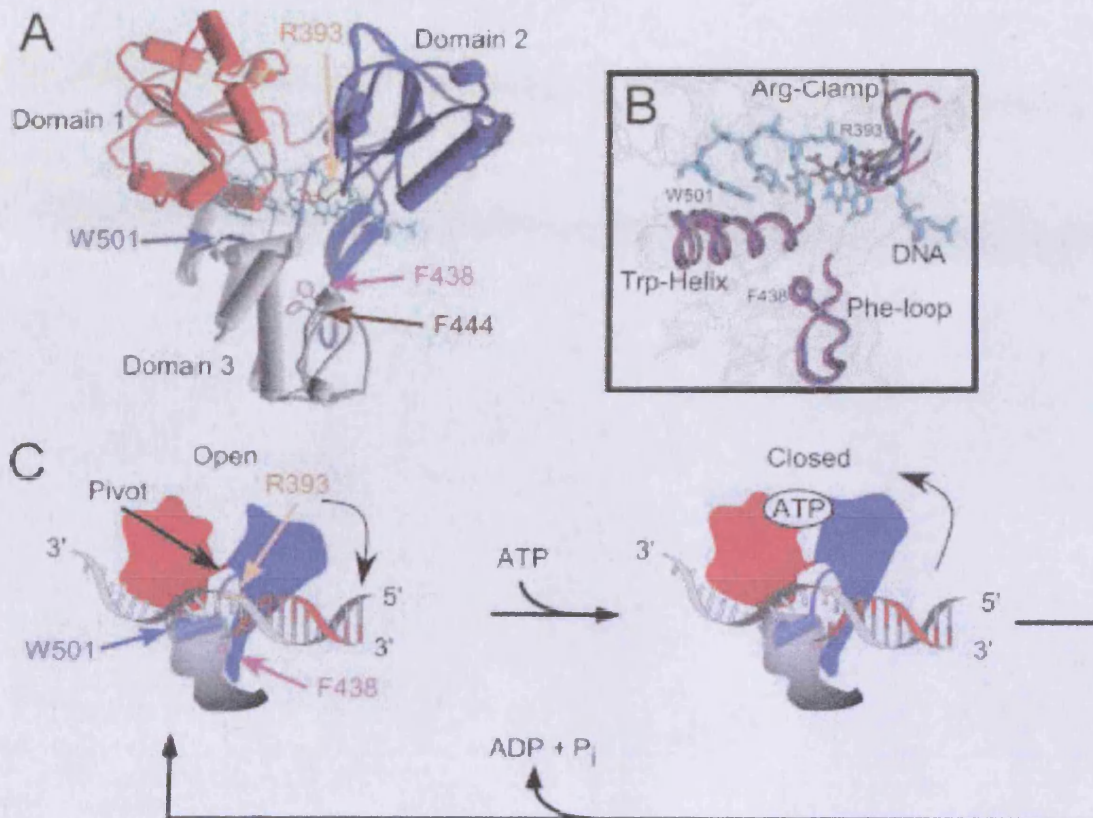 A
R393
Domain 2
Domain 1
W501
F438
F444
Domain 3
B
Arg-Clamp
R393
W501
DNA
Trp-Helix
F438
Phe-loop
C
Open
Closed
Pivot
R393
ATP
3'
ATP
3'
5'
5'
W501
3'
3'
F438
ADP + Pi